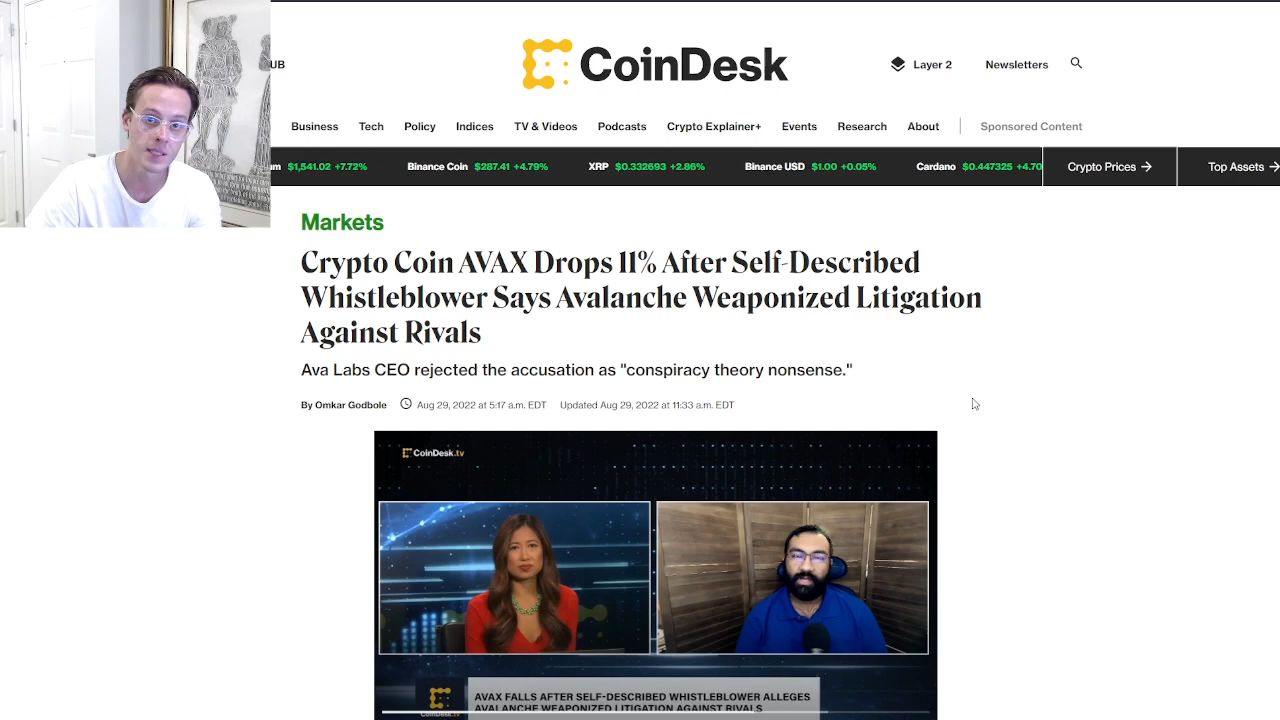 UB
CoinDesk
Layer 2
Newsletters
Business
Tech
Policy
Indices
TV & Videos
Podcasts
Crypto Explainer+
Events
Research
About
Sponsored Content
m $1,541.02 +7.72%
Binance Coin $287.41 +4.79%
XRP $0.332693 +2.86%
Binance USD $1.00 +0.05%
Cardano $0.447325 +4.70
Crypto Prices →
Top Assets →
Markets
Crypto Coin AVAX Drops 11% After Self-Described
Whistleblower Says Avalanche Weaponized Litigation
Against Rivals
Ava Labs CEO rejected the accusation as "conspiracy theory nonsense."
By Omkar Godbole
Aug 29, 2022 at 5:17 a.m. EDT
Updated Aug 29, 2022 at 11:33 a.m. EDT
CoinDesk.tv
CoinDesk.tv
AVAX FALLS AFTER SELF-DESCRIBED WHISTLEBLOWER ALLEGES
AVALANCHE WEAPONIZED LITIGATION AGAINST RIVALS